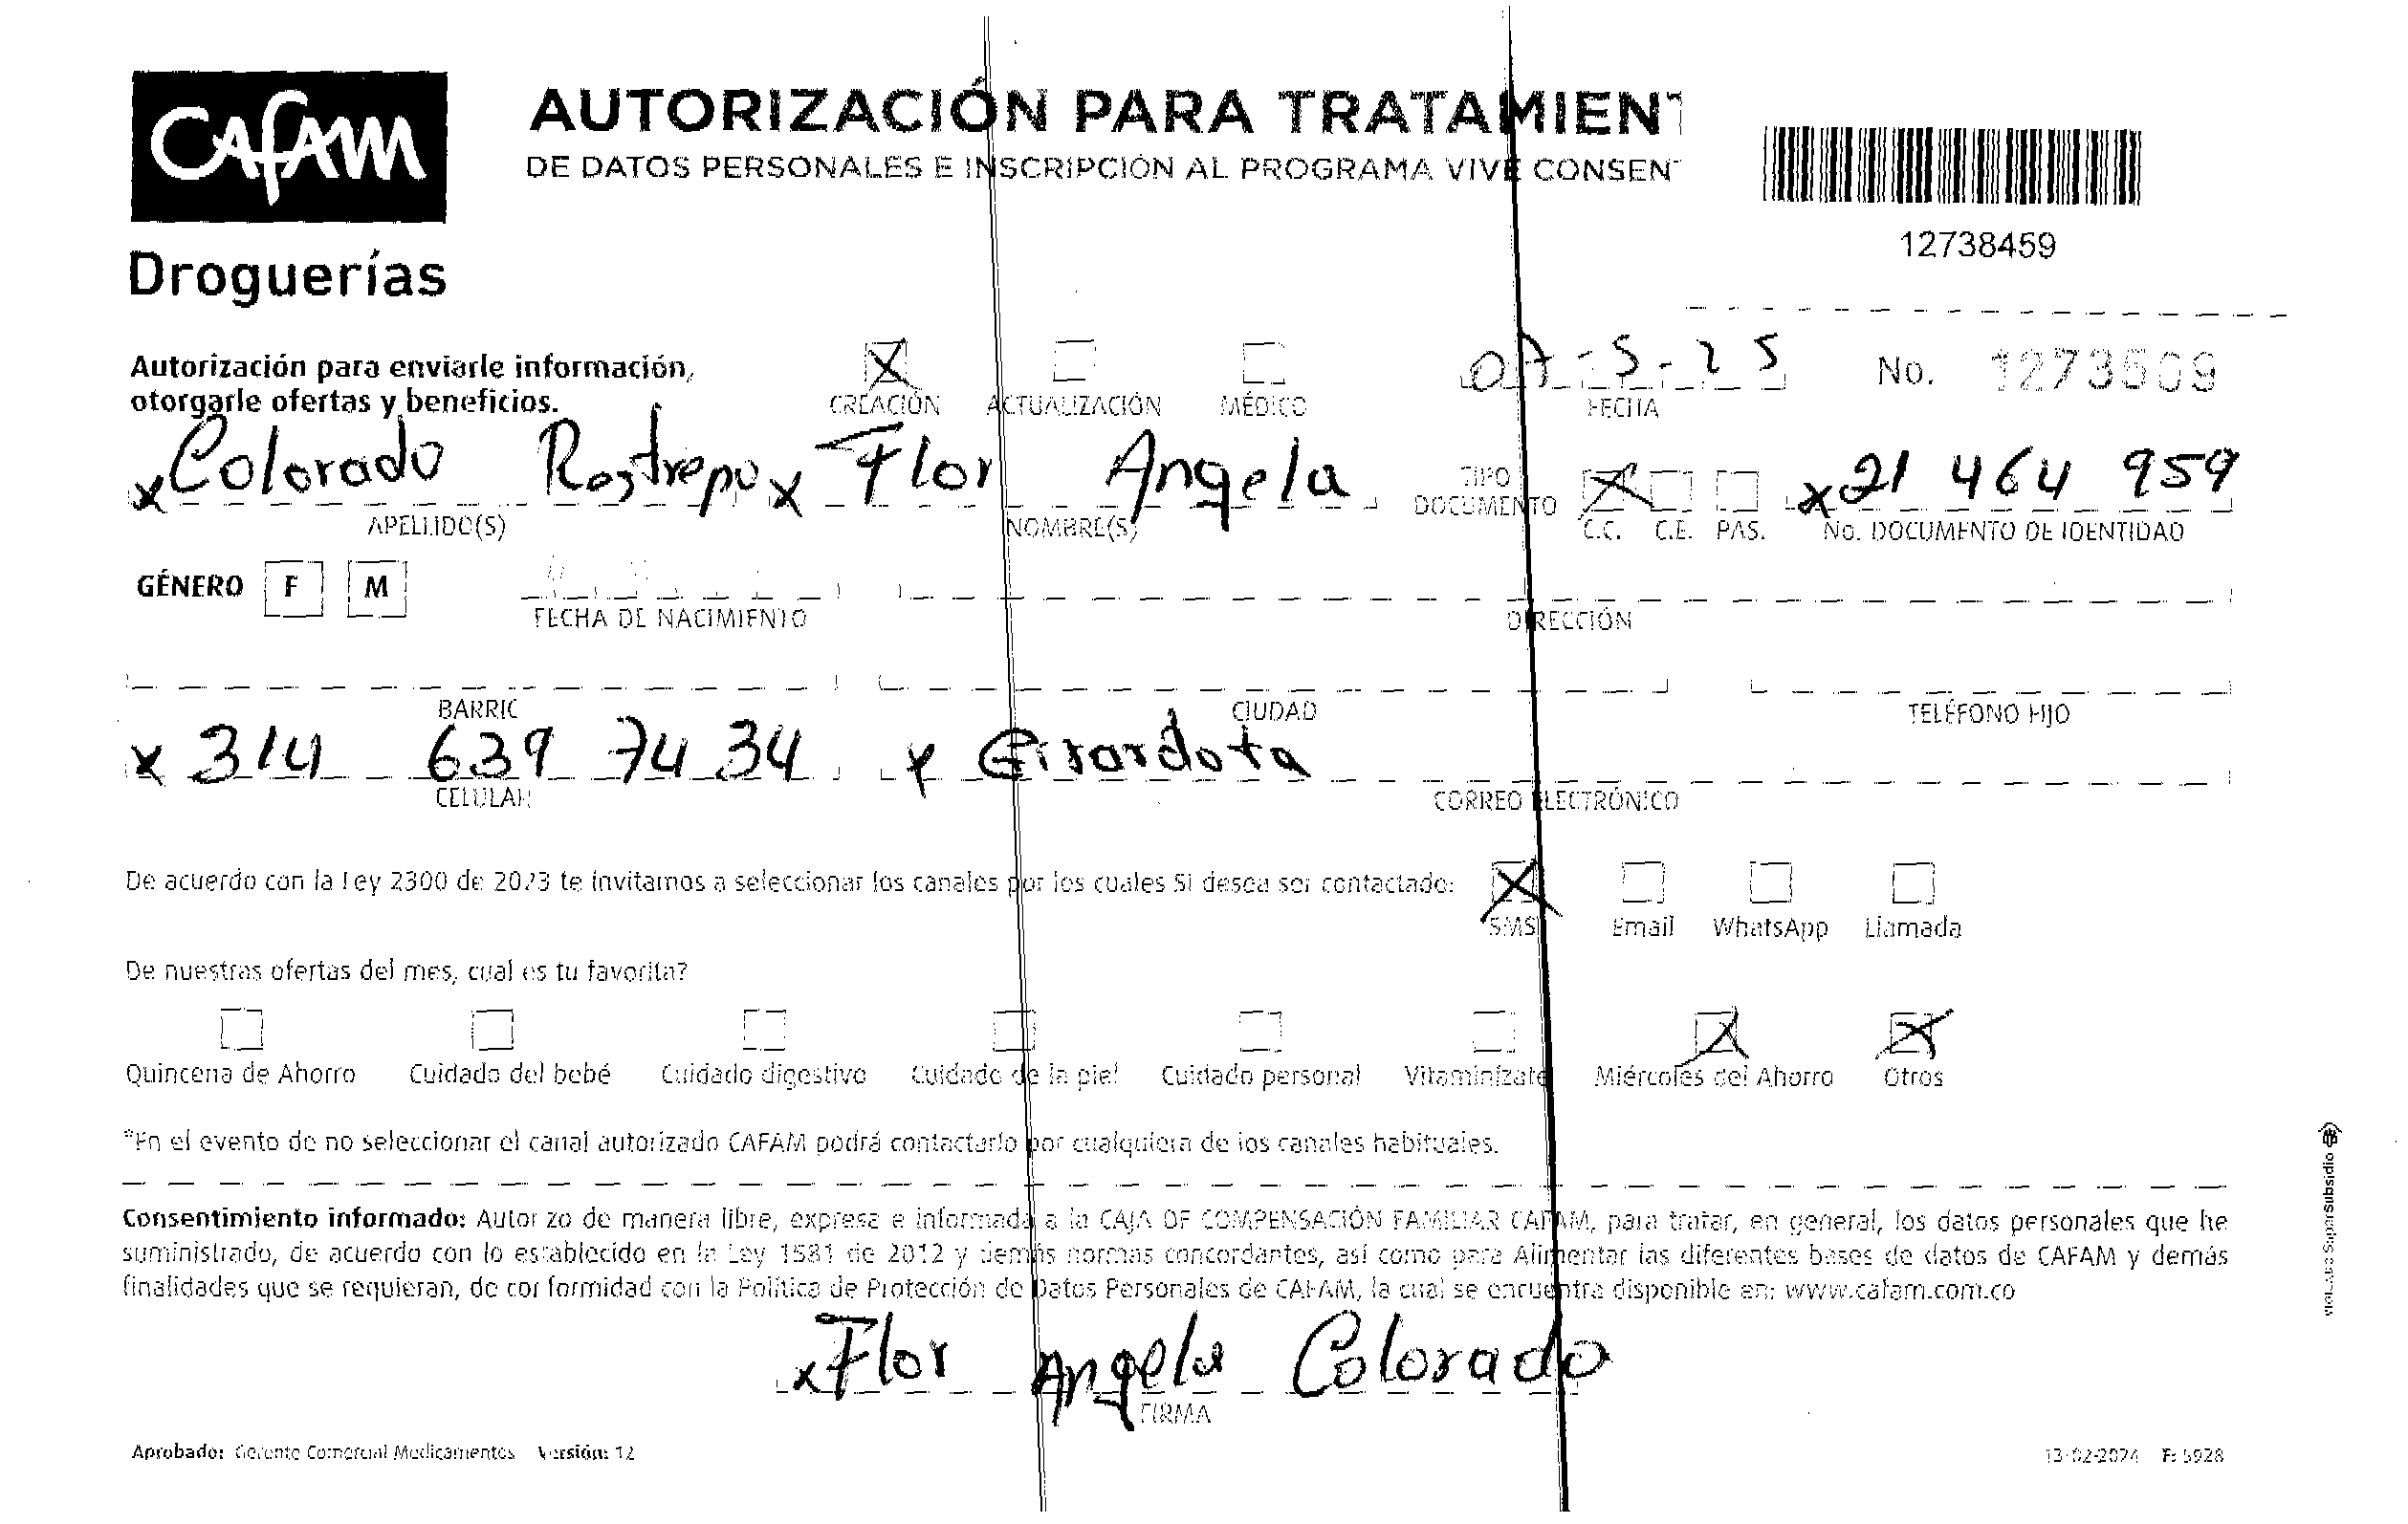 CAFAM
Droguerías
AUTORIZACIÓN PARA TRATAMIENT
DE DATOS PERSONALES E INSCRIPCIÓN AL PROGRAMA VIVE CONSENT
12738459
Autorización para enviarle información,
otorgarle ofertas y beneficios.
X CREACIÓN ACTUALIZACIÓN MÉDICO
07-5-25
FECHA
No.
x Colorado Restrepo x Flor Angela
APELLIDO(S) NOMBRE(S)
TIPO DOCUMENTO X C.C. C.E. PAS.
x 21 464 959
No. DOCUMENTO DE IDENTIDAD
GÉNERO F M
FECHA DE NACIMIENTO DIRECCIÓN
BARRIO CIUDAD TELÉFONO FIJO
x 314 639 74 34 x Girardota
CELULAR CORREO ELECTRÓNICO
De acuerdo con la Ley 2300 de 2023 te invitamos a seleccionar los canales por los cuales Si desea ser contactado:
X SMS Email WhatsApp Llamada
De nuestras ofertas del mes, cual es tu favorita?
Quincena de Ahorro Cuidado del bebé Cuidado digestivo Cuidado de la piel Cuidado personal Vitaminízate X Miércoles del Ahorro X Otros
*En el evento de no seleccionar el canal autorizado CAFAM podrá contactarlo por cualquiera de los canales habituales.
Consentimiento informado: Autorizo de manera libre, expresa e informada a la CAJA DE COMPENSACIÓN FAMILIAR CAFAM, para tratar, en general, los datos personales que he
suministrado, de acuerdo con lo establecido en la Ley 1581 de 2012 y demás normas concordantes, así como para Alimentar las diferentes bases de datos de CAFAM y demás
finalidades que se requieran, de conformidad con la Política de Protección de Datos Personales de CAFAM, la cual se encuentra disponible en: www.cafam.com.co
x Flor Angela Colorado
FIRMA
Aprobado: Gerente Comercial Medicamentos Versión: 12
13-02-2024 F: 5928
VIGILADO SuperSubsidio